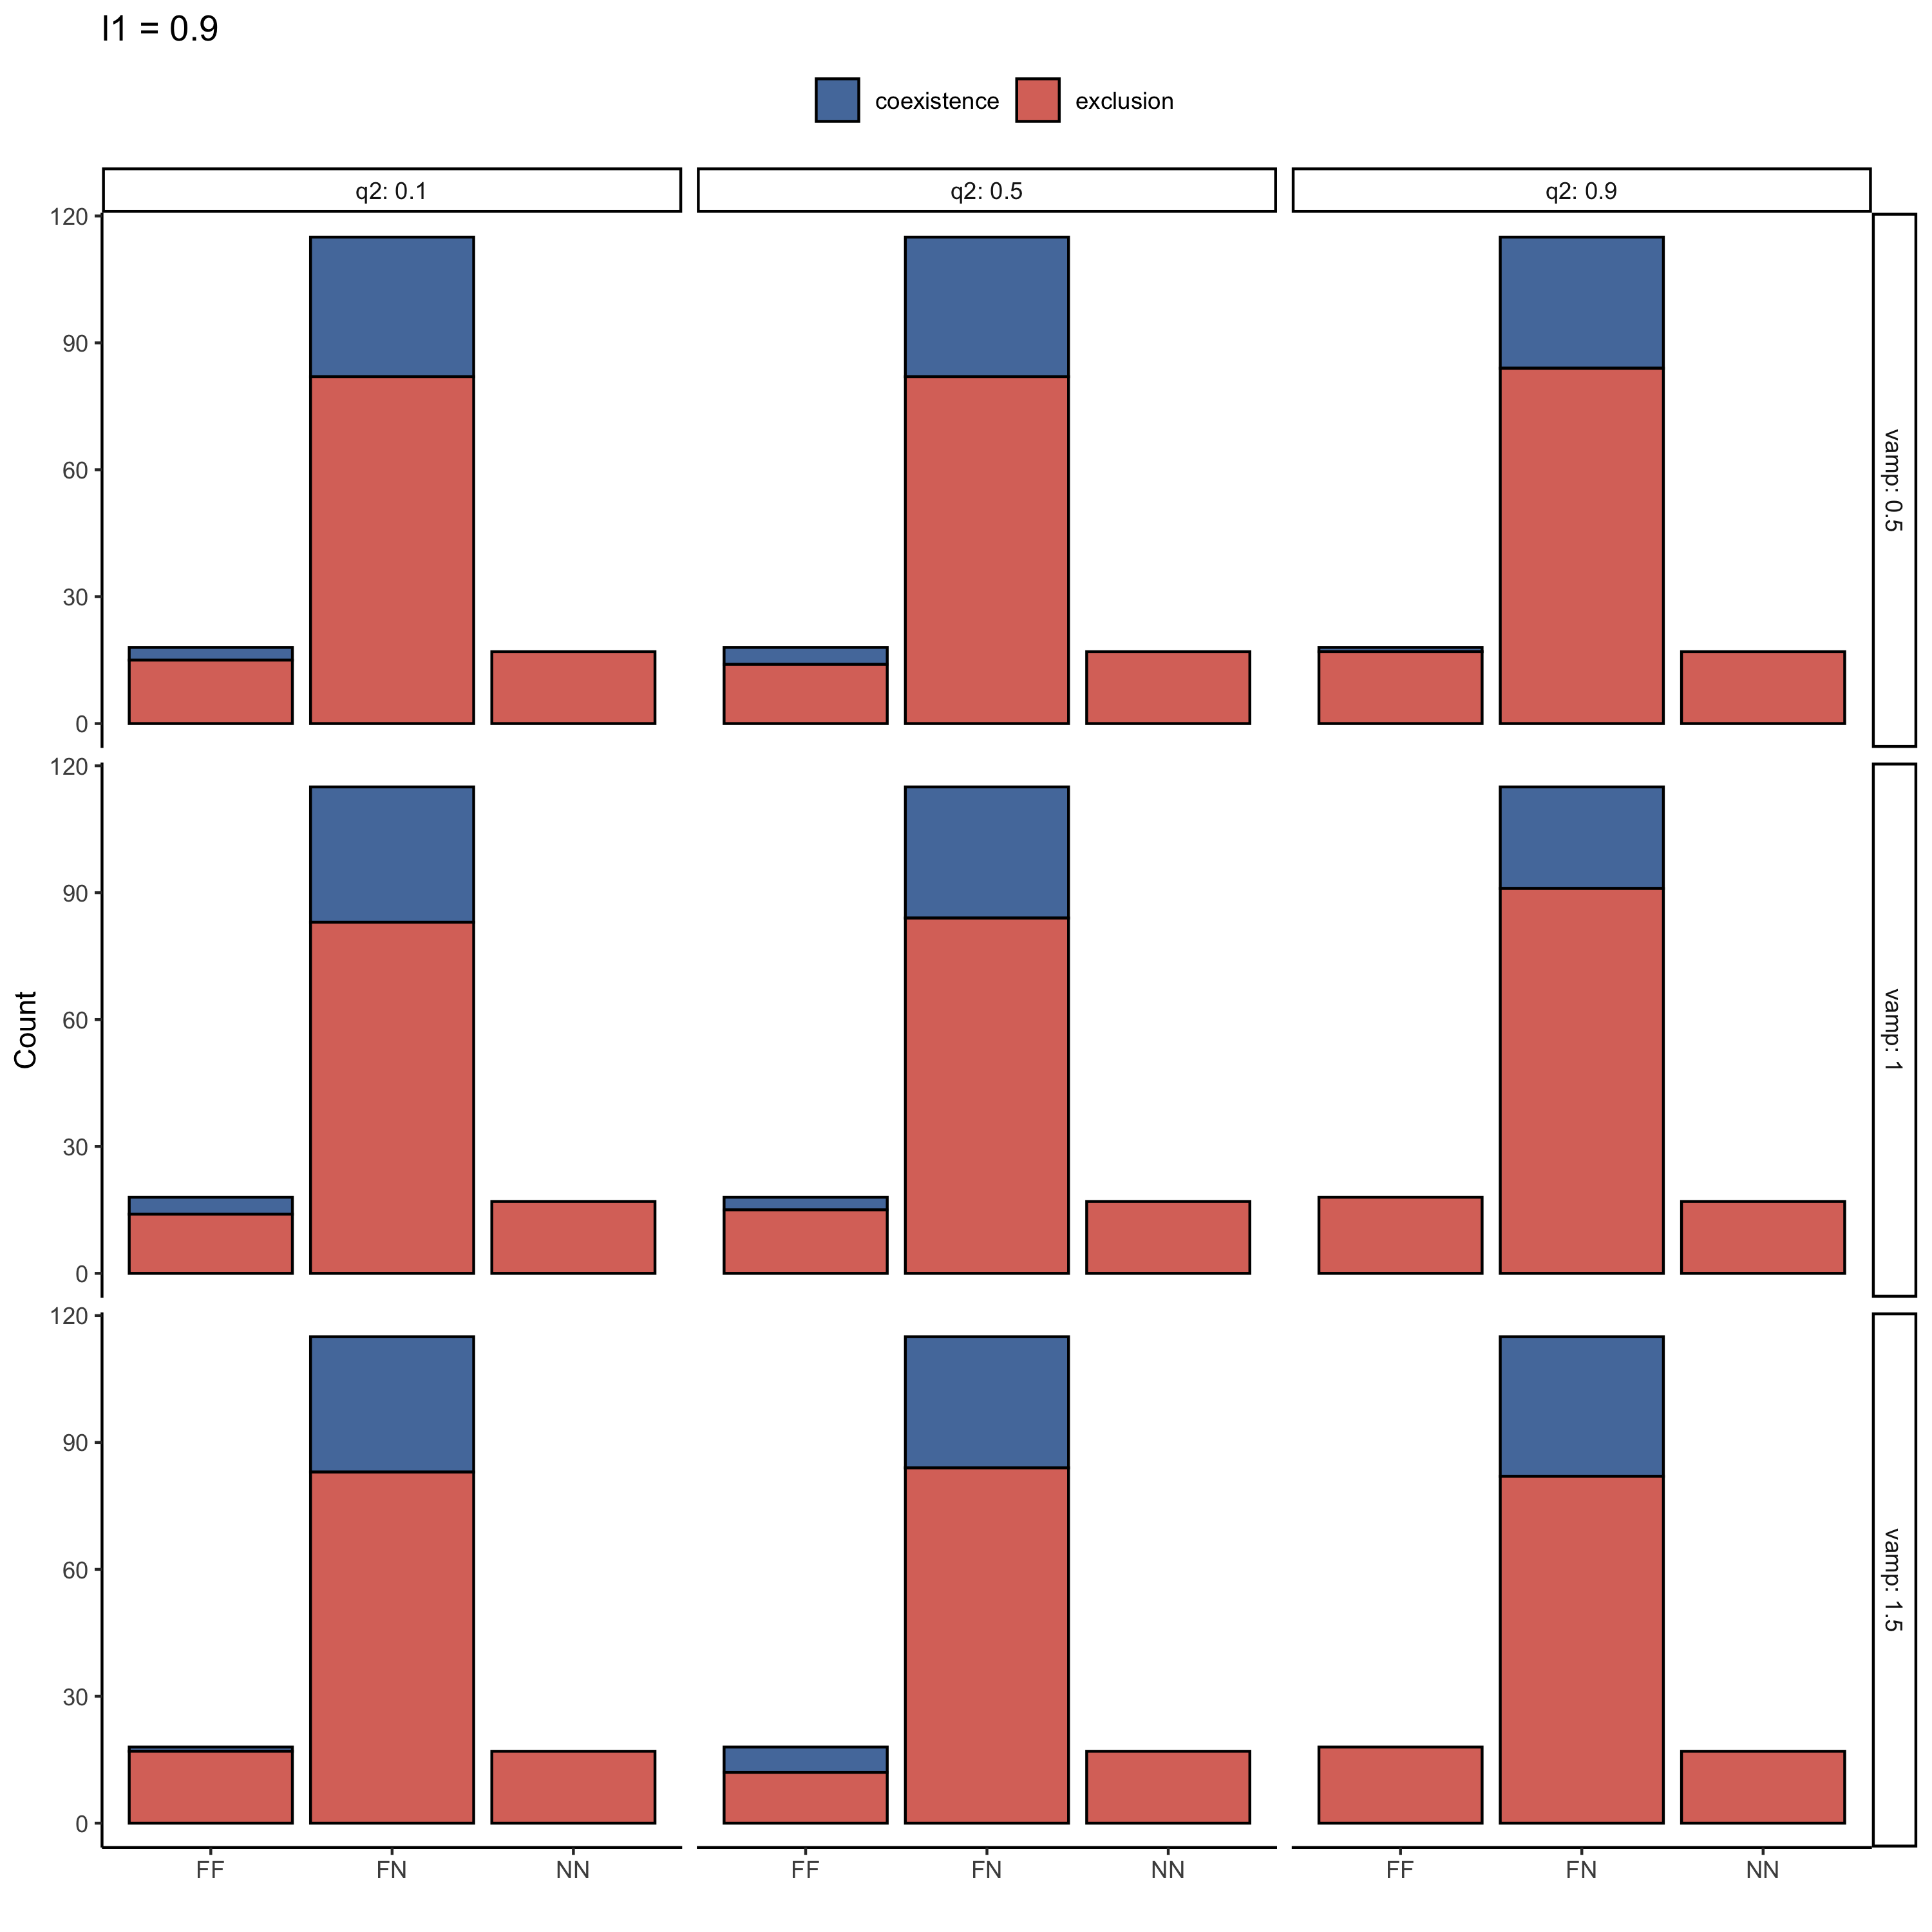 l1 = 0.9
coexistence exclusion
q2: 0.1 q2: 0.5 q2: 0.9
120
90
60
30
0
vamp: 0.5
120
90
60
30
0
vamp: 1
Count
120
90
60
30
0
vamp: 1.5
FF FN NN FF FN NN FF FN NN